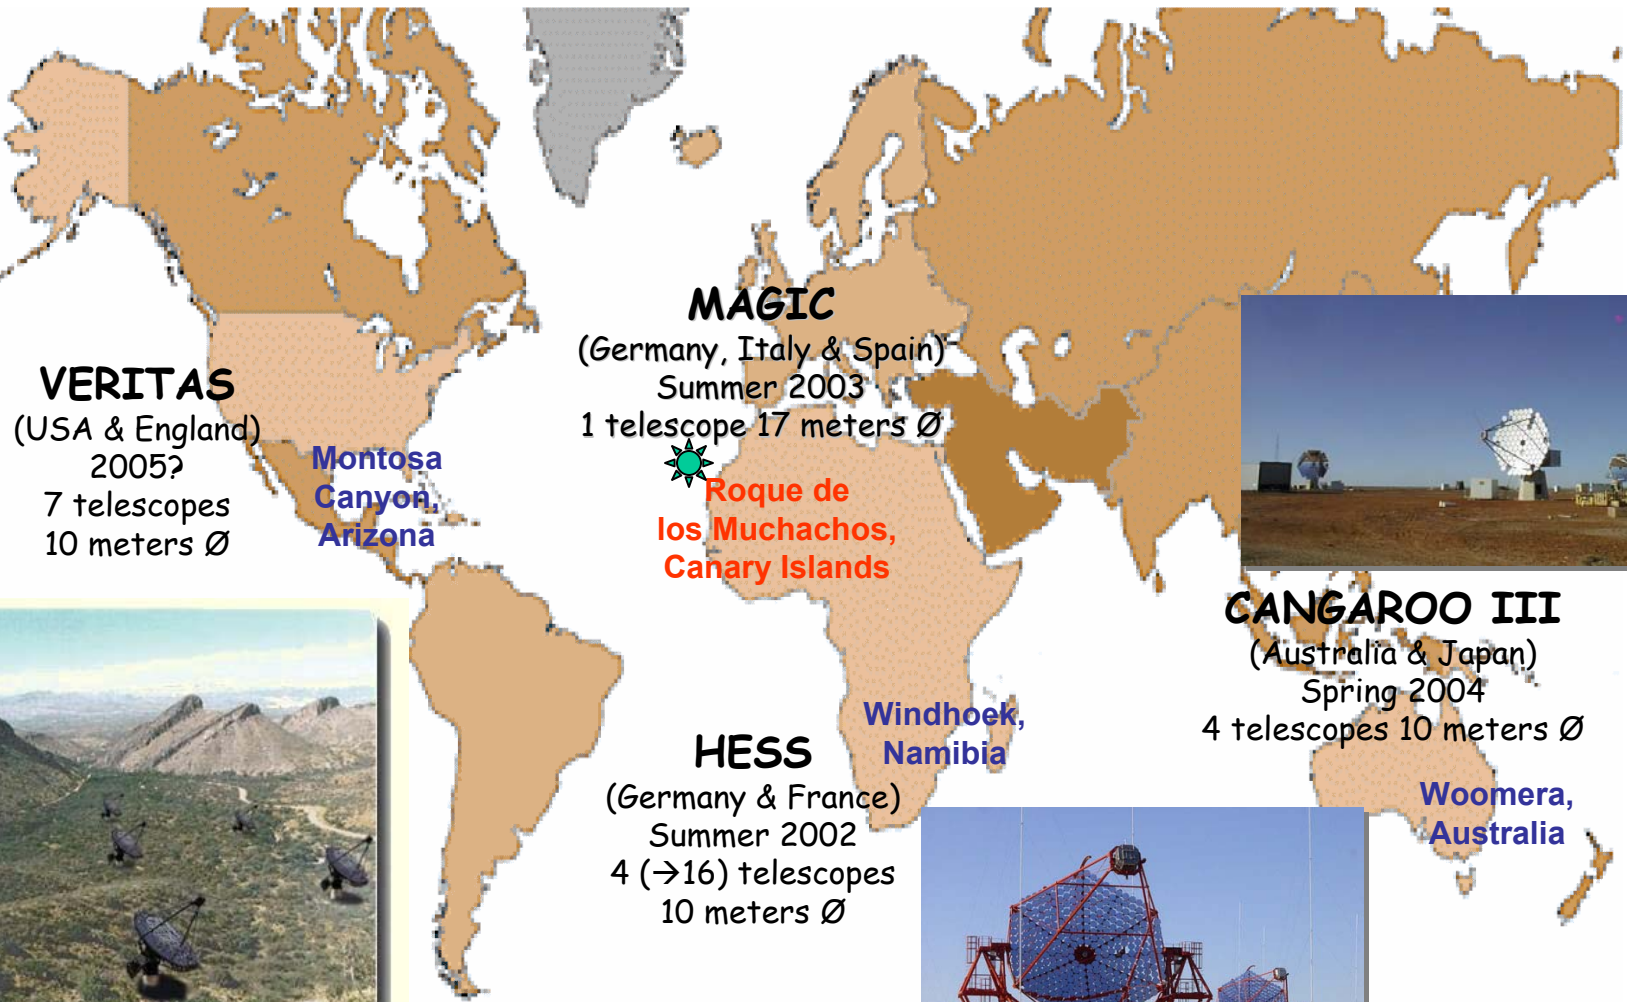 MAGIC
(Germany, Italy & Spain)
Summer 2003
1 telescope 17 meters Ø
Roque de
los Muchachos,
Canary Islands
VERITAS
(USA & England)
2005?
7 telescopes
10 meters Ø
Montosa
Canyon,
Arizona
CANGAROO III
(Australia & Japan)
Spring 2004
4 telescopes 10 meters Ø
Woomera,
Australia
HESS
(Germany & France)
Summer 2002
4 (→16) telescopes
10 meters Ø
Windhoek,
Namibia